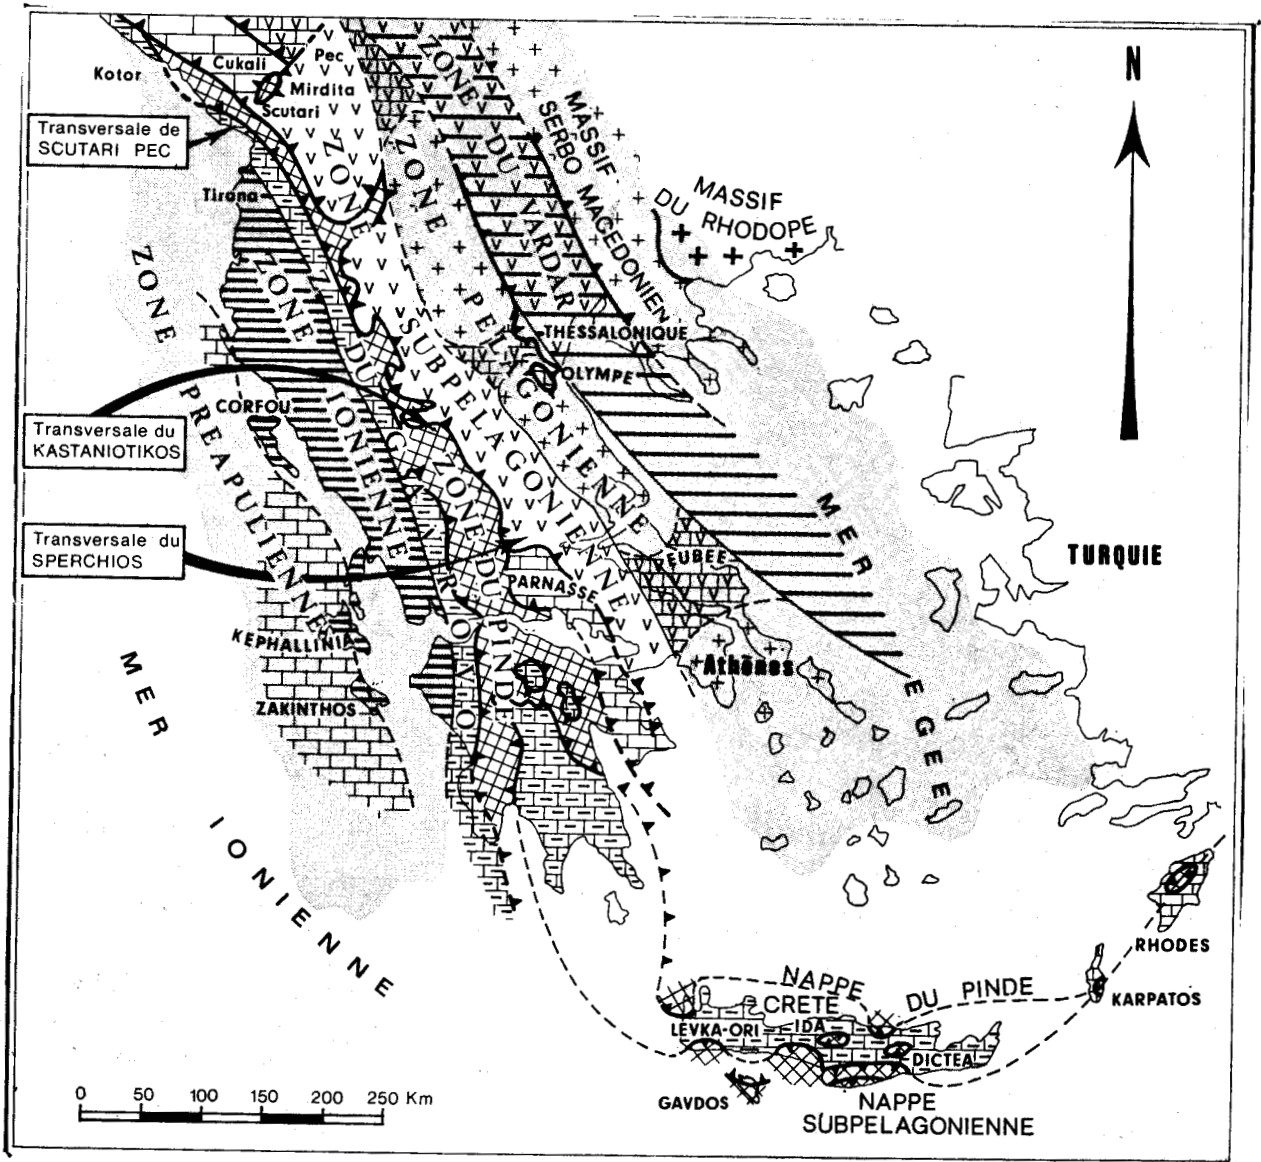 Kotor
Cukali
Pec
Mirdita
Scutari
Transversale de
SCUTARI PEC
Tirana
ZONE
SUBPELAGONIENNE
ZONE
PELAGONIENNE
ZONE
DU
VARDAR
MASSIF
SERBO MACEDONIEN
MASSIF
DU RHODOPE
N
ZONE
PREAPULIENNE
ZONE
IONIENNE
ZONE
DU
GAVROVO
ZONE
DU
PINDE
THESSALONIQUE
OLYMPE
CORFOU
Transversale du
KASTANIOTIKOS
Transversale du
SPERCHIOS
PARNASSE
EUBEE
Athènes
KEPHALLINIA
ZAKINTHOS
MER
EGEE
TURQUIE
MER
IONIENNE
RHODES
KARPATOS
NAPPE
DU PINDE
CRETE
LEVKA-ORI
IDA
DICTEA
GAVDOS
NAPPE
SUBPELAGONIENNE
0 50 100 150 200 250 Km